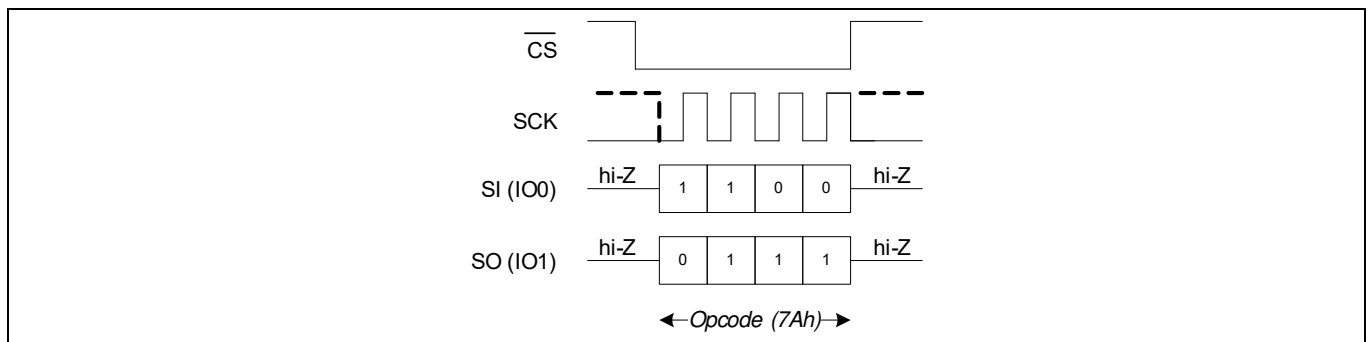 CS
SCK
hi-Z 1 1 0 0 hi-Z
SI (IO0)
hi-Z 0 1 1 1 hi-Z
SO (IO1)
Opcode (7Ah)